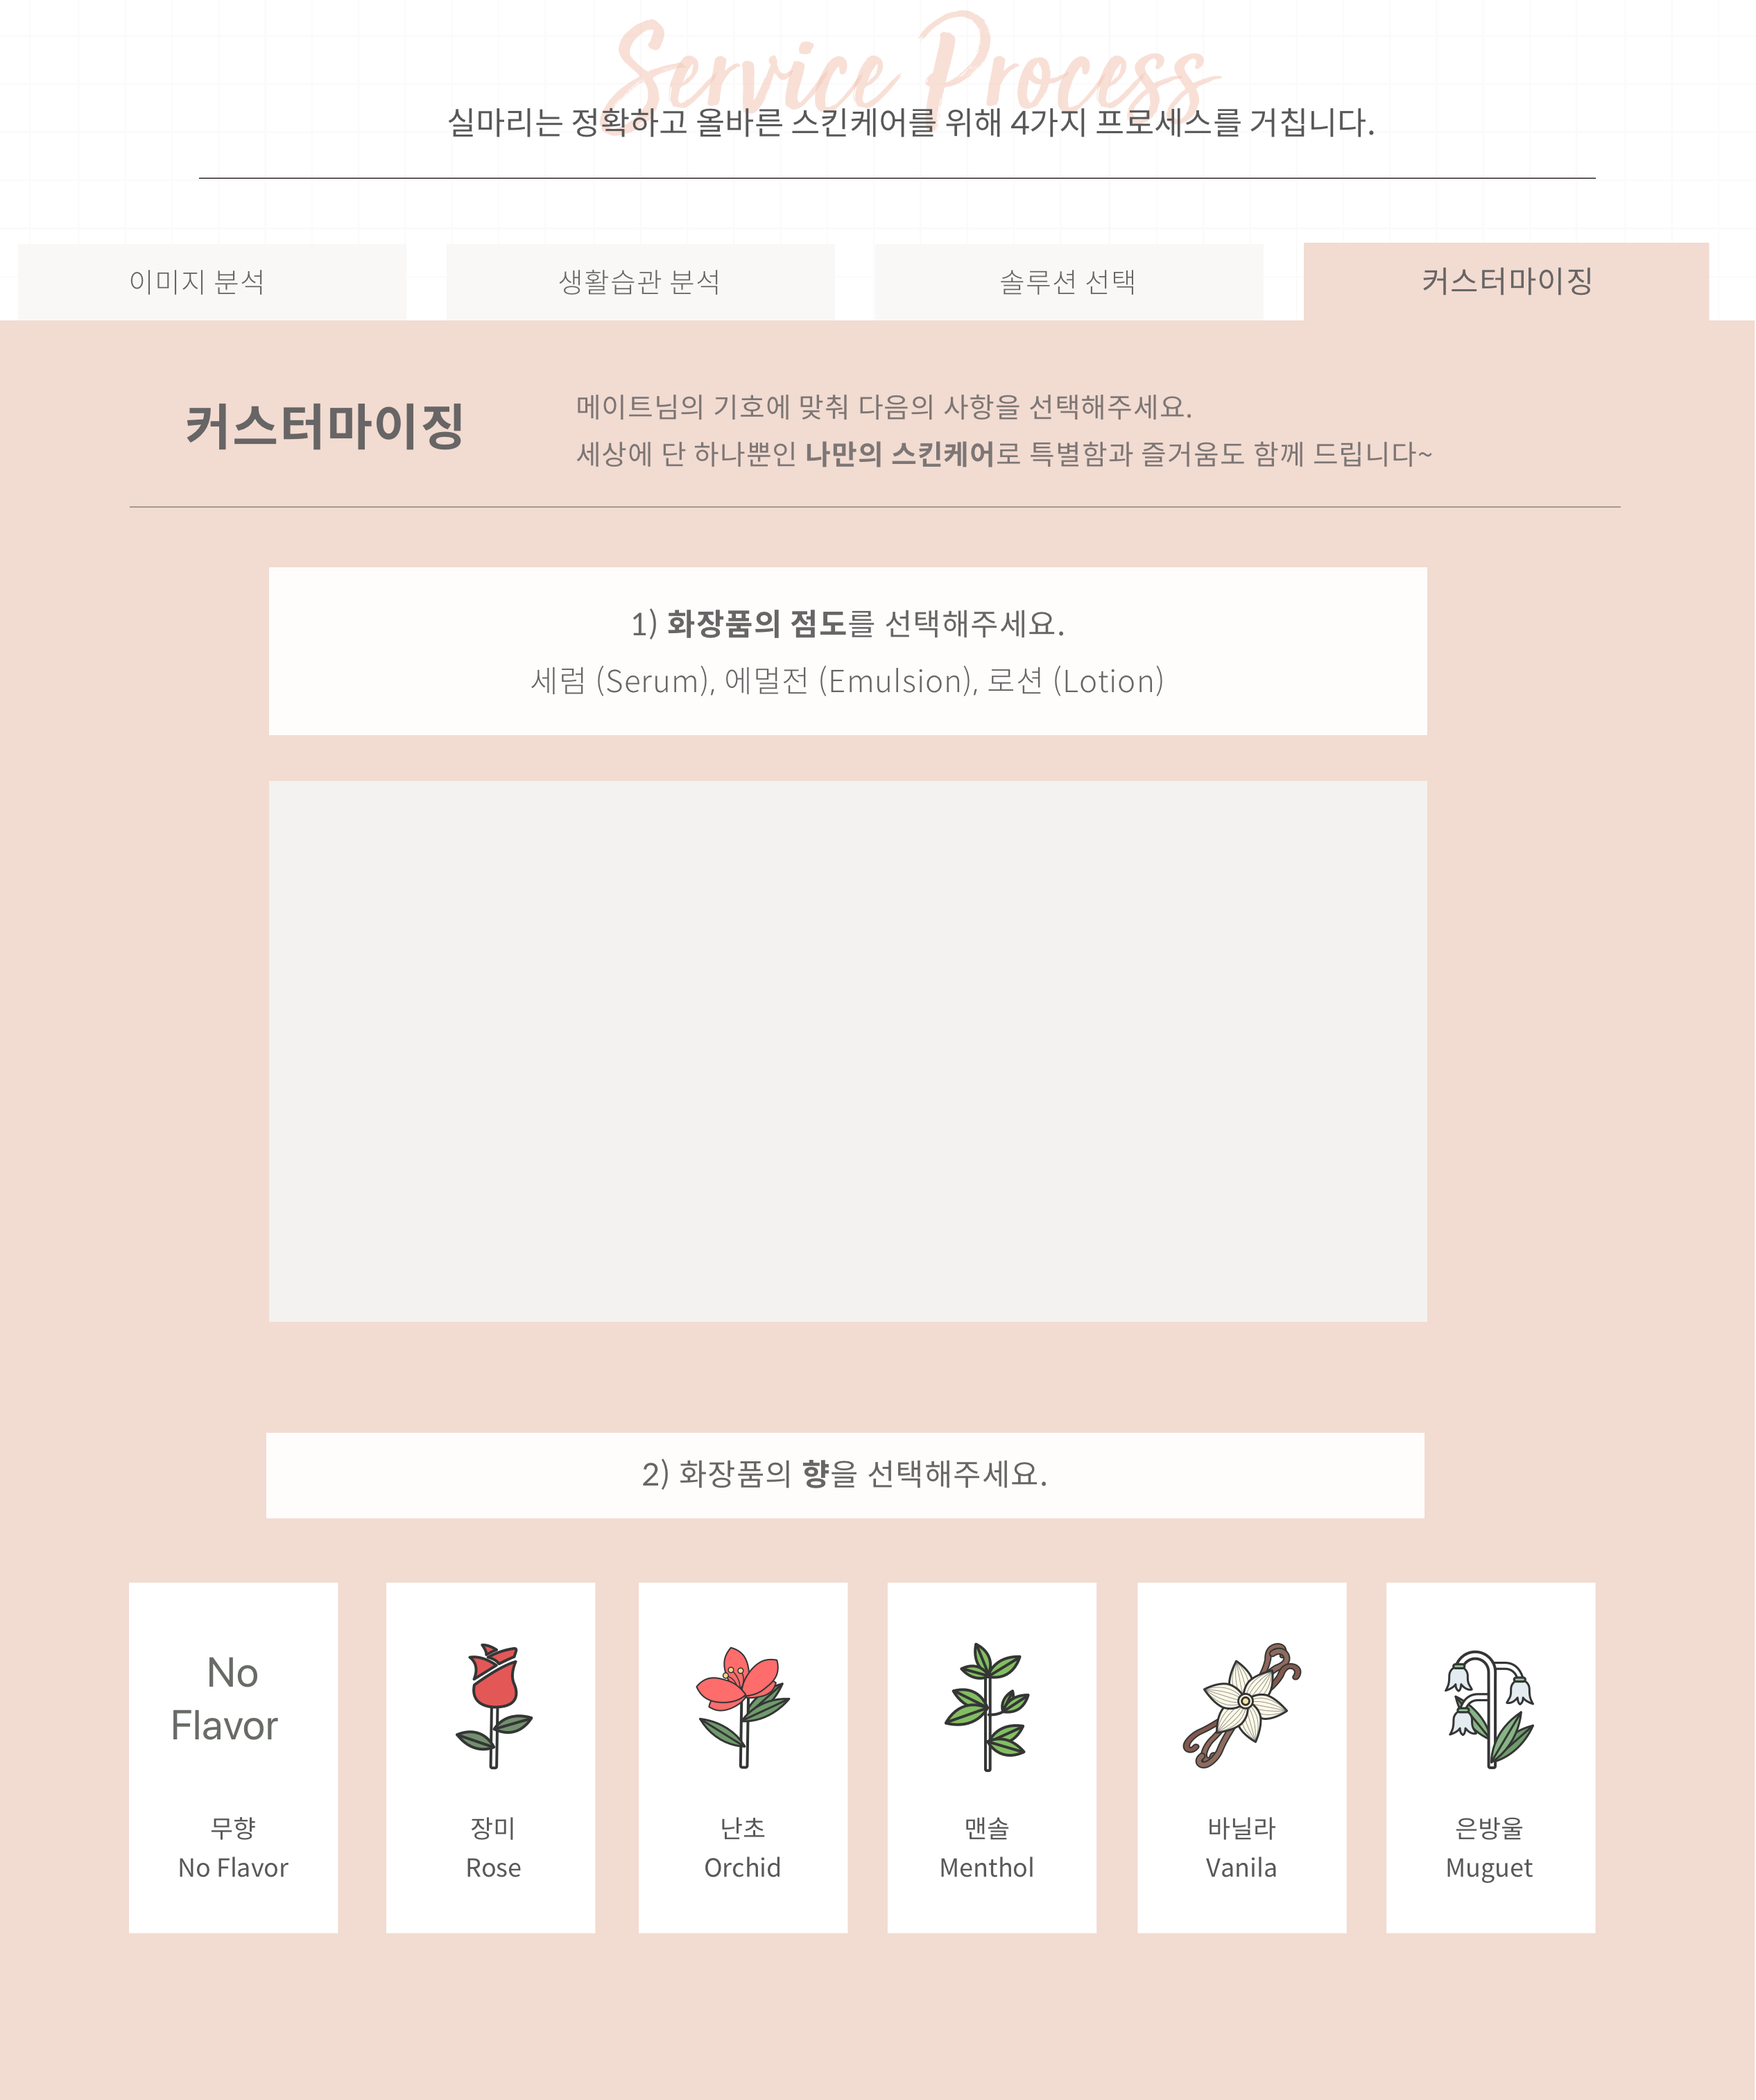 Service Process
실마리는 정확하고 올바른 스킨케어를 위해 4가지 프로세스를 거칩니다.
이미지 분석
생활습관 분석
솔루션 선택
커스터마이징
커스터마이징
메이트님의 기호에 맞춰 다음의 사항을 선택해주세요.
세상에 단 하나뿐인 나만의 스킨케어로 특별함과 즐거움도 함께 드립니다~
1) 화장품의 점도를 선택해주세요.
세럼 (Serum), 에멀전 (Emulsion), 로션 (Lotion)
2) 화장품의 향을 선택해주세요.
No
Flavor
무향
No Flavor
장미
Rose
난초
Orchid
맨솔
Menthol
바닐라
Vanila
은방울
Muguet